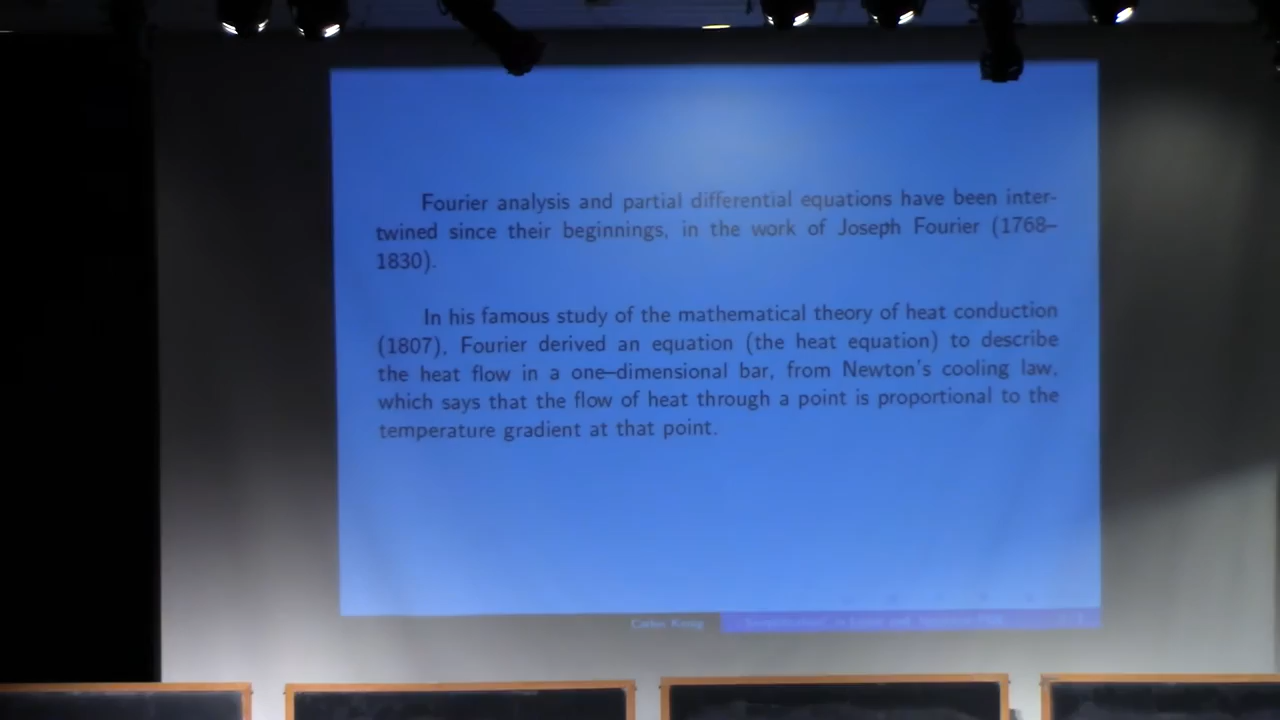 Fourier analysis and partial differential equations have been inter-
twined since their beginnings, in the work of Joseph Fourier (1768–
1830).
In his famous study of the mathematical theory of heat conduction
(1807), Fourier derived an equation (the heat equation) to describe
the heat flow in a one–dimensional bar, from Newton's cooling law,
which says that the flow of heat through a point is proportional to the
temperature gradient at that point.
Carlos Kenig